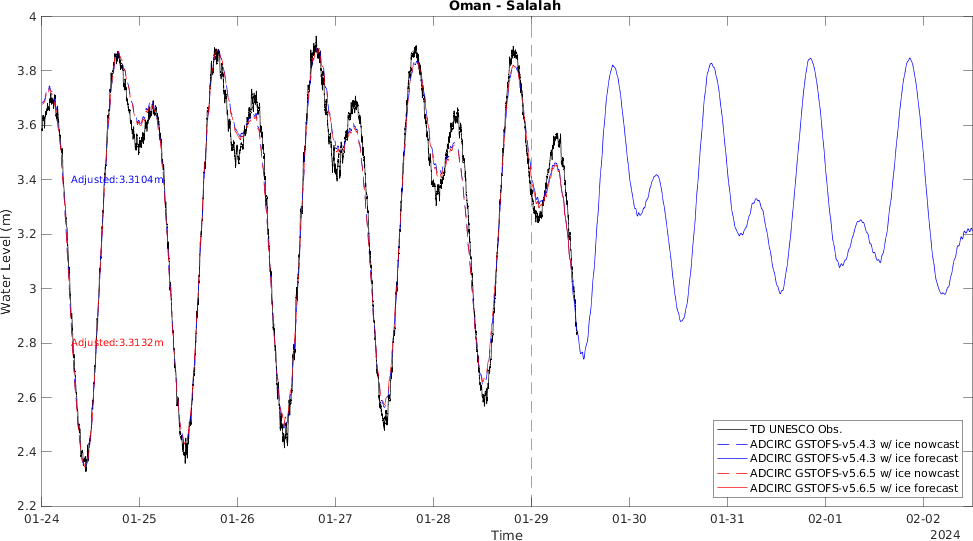 Oman - Salalah
4
3.8
3.6
3.4
3.2
3
2.8
2.6
2.4
2.2
Water Level (m)
Adjusted:3.3104m
Adjusted:3.3132m
TD UNESCO Obs.
ADCIRC GSTOFS-v5.4.3 w/ ice nowcast
ADCIRC GSTOFS-v5.4.3 w/ ice forecast
ADCIRC GSTOFS-v5.6.5 w/ ice nowcast
ADCIRC GSTOFS-v5.6.5 w/ ice forecast
01-24 01-25 01-26 01-27 01-28 01-29 01-30 01-31 02-01 02-02
Time
2024